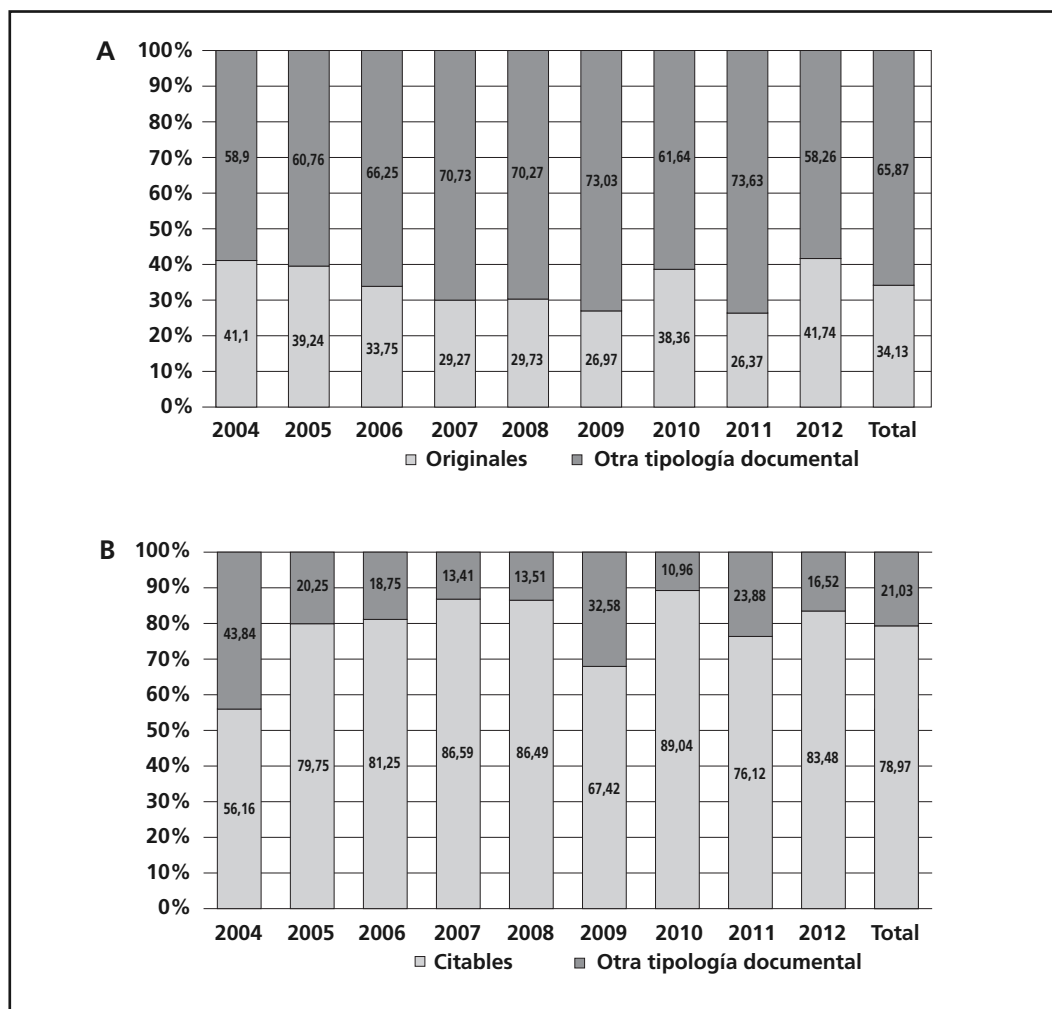 A
100%
90%
80%
70%
60%
50%
40%
30%
20%
10%
0%
58,9 60,76 66,25 70,73 70,27 73,03 61,64 73,63 58,26 65,87
41,1 39,24 33,75 29,27 29,73 26,97 38,36 26,37 41,74 34,13
2004 2005 2006 2007 2008 2009 2010 2011 2012 Total
Originales Otra tipología documental
B
100%
90%
80%
70%
60%
50%
40%
30%
20%
10%
0%
43,84 20,25 18,75 13,41 13,51 32,58 10,96 23,88 16,52 21,03
56,16 79,75 81,25 86,59 86,49 67,42 89,04 76,12 83,48 78,97
2004 2005 2006 2007 2008 2009 2010 2011 2012 Total
Citables Otra tipología documental